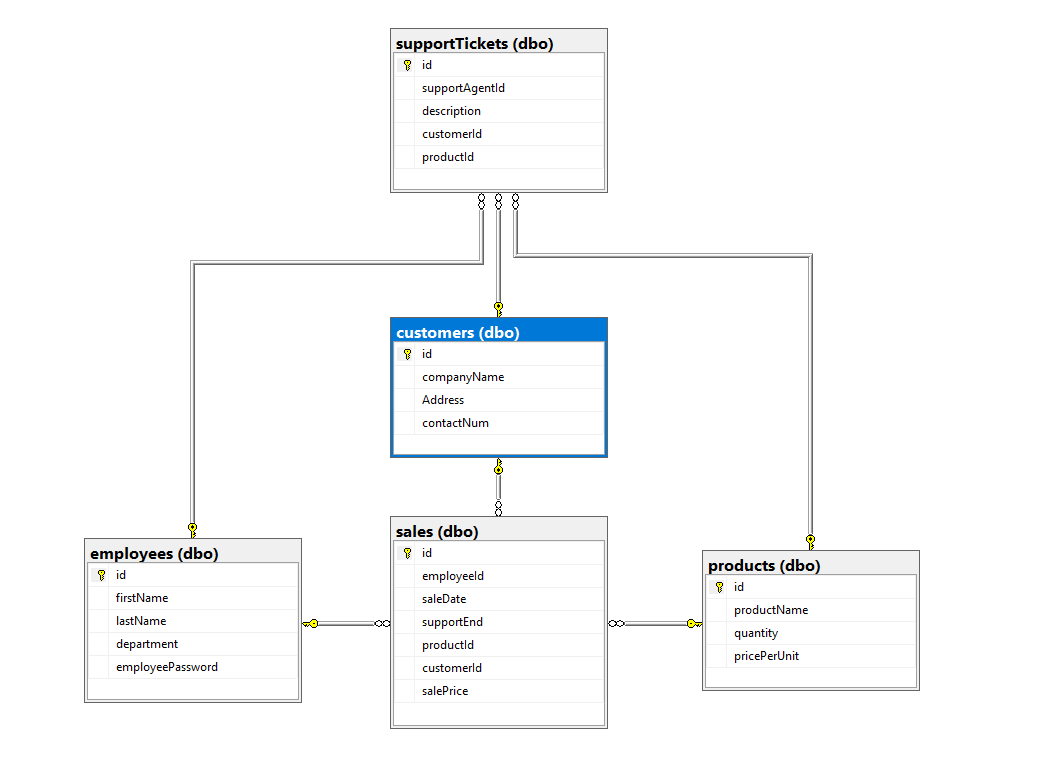 supportTickets (dbo)
id
supportAgentId
description
customerId
productId
customers (dbo)
id
companyName
Address
contactNum
employees (dbo)
id
firstName
lastName
department
employeePassword
sales (dbo)
id
employeeId
saleDate
supportEnd
productId
customerId
salePrice
products (dbo)
id
productName
quantity
pricePerUnit